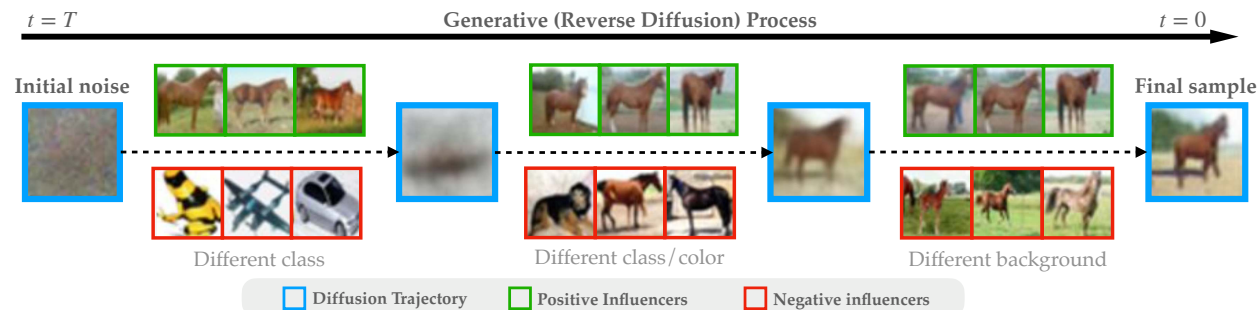 t = T
Generative (Reverse Diffusion) Process
t = 0
Initial noise
Final sample
Different class
Different class/color
Different background
Diffusion Trajectory
Positive Influencers
Negative influencers